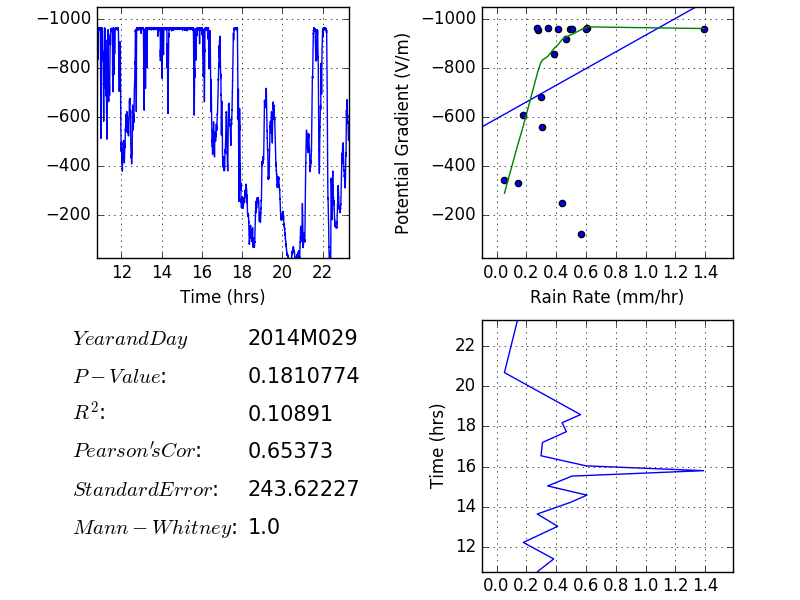 −1000
−800
−600
−400
−200
12 14 16 18 20 22
Time (hrs)
Potential Gradient (V/m)
−1000
−800
−600
−400
−200
0.0 0.2 0.4 0.6 0.8 1.0 1.2 1.4
Rain Rate (mm/hr)
YearandDay 2014M029
P − Value: 0.1810774
R²: 0.10891
Pearson'sCor: 0.65373
StandardError: 243.62227
Mann − Whitney: 1.0
Time (hrs)
22
20
18
16
14
12
0.0 0.2 0.4 0.6 0.8 1.0 1.2 1.4